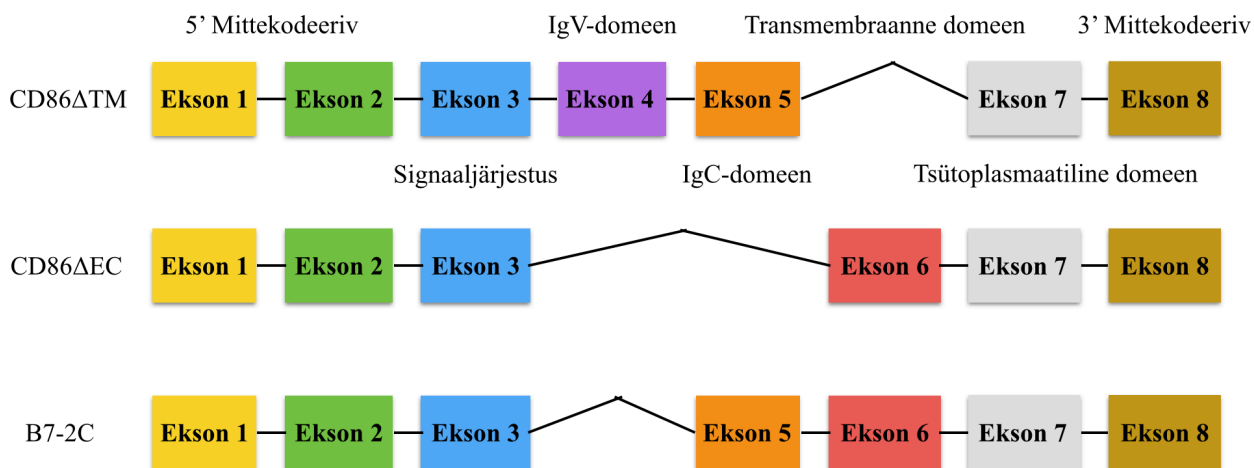 5’ Mittekodeeriv IgV-domeen Transmembraanne domeen 3’ Mittekodeeriv
CD86ΔTM Ekson 1 Ekson 2 Ekson 3 Ekson 4 Ekson 5 Ekson 7 Ekson 8
Signaaljärjestus IgC-domeen Tsütoplasmaatiline domeen
CD86ΔEC Ekson 1 Ekson 2 Ekson 3 Ekson 6 Ekson 7 Ekson 8
B7-2C Ekson 1 Ekson 2 Ekson 3 Ekson 5 Ekson 6 Ekson 7 Ekson 8